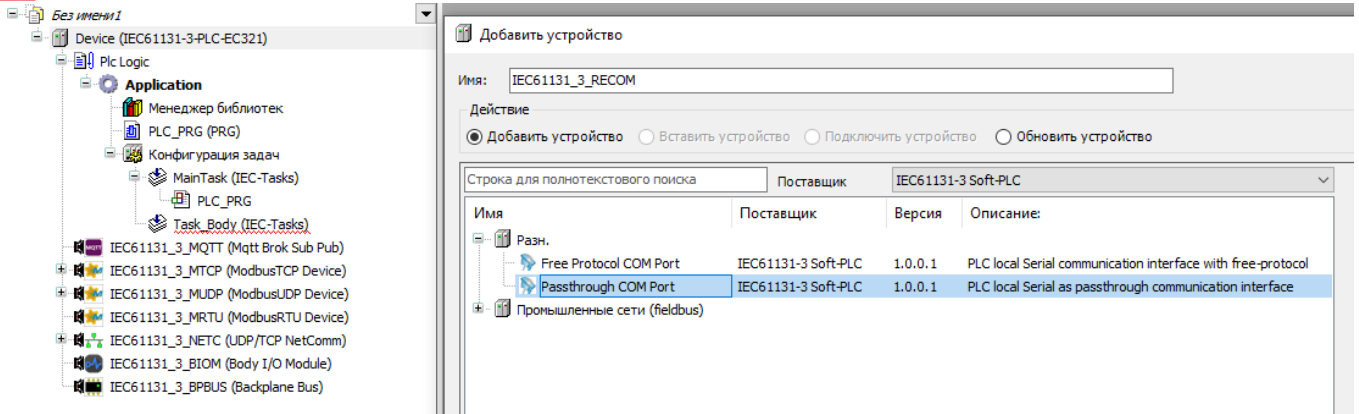 Без имени1
Device (IEC61131-3-PLC-EC321)
Plc Logic
Application
Менеджер библиотек
PLC_PRG (PRG)
Конфигурация задач
MainTask (IEC-Tasks)
PLC_PRG
Task_Body (IEC-Tasks)
IEC61131_3_MQTT (Mqtt Brok Sub Pub)
IEC61131_3_MTCP (ModbusTCP Device)
IEC61131_3_MUDP (ModbusUDP Device)
IEC61131_3_MRTU (ModbusRTU Device)
IEC61131_3_NETC (UDP/TCP NetComm)
IEC61131_3_BIOM (Body I/O Module)
IEC61131_3_BPBUS (Backplane Bus)
Добавить устройство
Имя: IEC61131_3_RECOM
Действие
Добавить устройство Вставить устройство Подключить устройство Обновить устройство
Строка для полнотекстового поиска Поставщик IEC61131-3 Soft-PLC
Имя Поставщик Версия Описание:
Разн.
Free Protocol COM Port IEC61131-3 Soft-PLC 1.0.0.1 PLC local Serial communication interface with free-protocol
Passthrough COM Port IEC61131-3 Soft-PLC 1.0.0.1 PLC local Serial as passthrough communication interface
Промышленные сети (fieldbus)